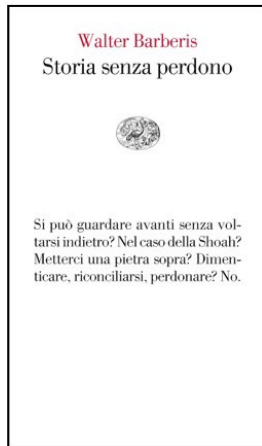 Walter Barberis
Storia senza perdono
Si può guardare avanti senza vol-
tarsi indietro? Nel caso della Shoah?
Metterci una pietra sopra? Dimen-
ticare, riconciliarsi, perdonare? No.